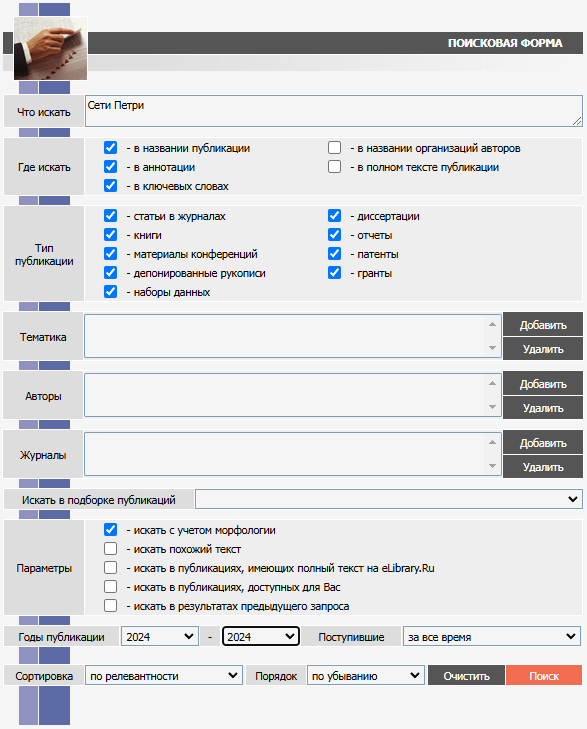 ПОИСКОВАЯ ФОРМА
Что искать
Сети Петри
Где искать
- в названии публикации
- в названии организаций авторов
- в аннотации
- в полном тексте публикации
- в ключевых словах
Тип публикации
- статьи в журналах
- диссертации
- книги
- отчеты
- материалы конференций
- патенты
- депонированные рукописи
- гранты
- наборы данных
Тематика
Добавить
Удалить
Авторы
Добавить
Удалить
Журналы
Добавить
Удалить
Искать в подборке публикаций
Параметры
- искать с учетом морфологии
- искать похожий текст
- искать в публикациях, имеющих полный текст на eLibrary.Ru
- искать в публикациях, доступных для Вас
- искать в результатах предыдущего запроса
Годы публикации 2024 - 2024 Поступившие за все время
Сортировка по релевантности Порядок по убыванию Очистить Поиск